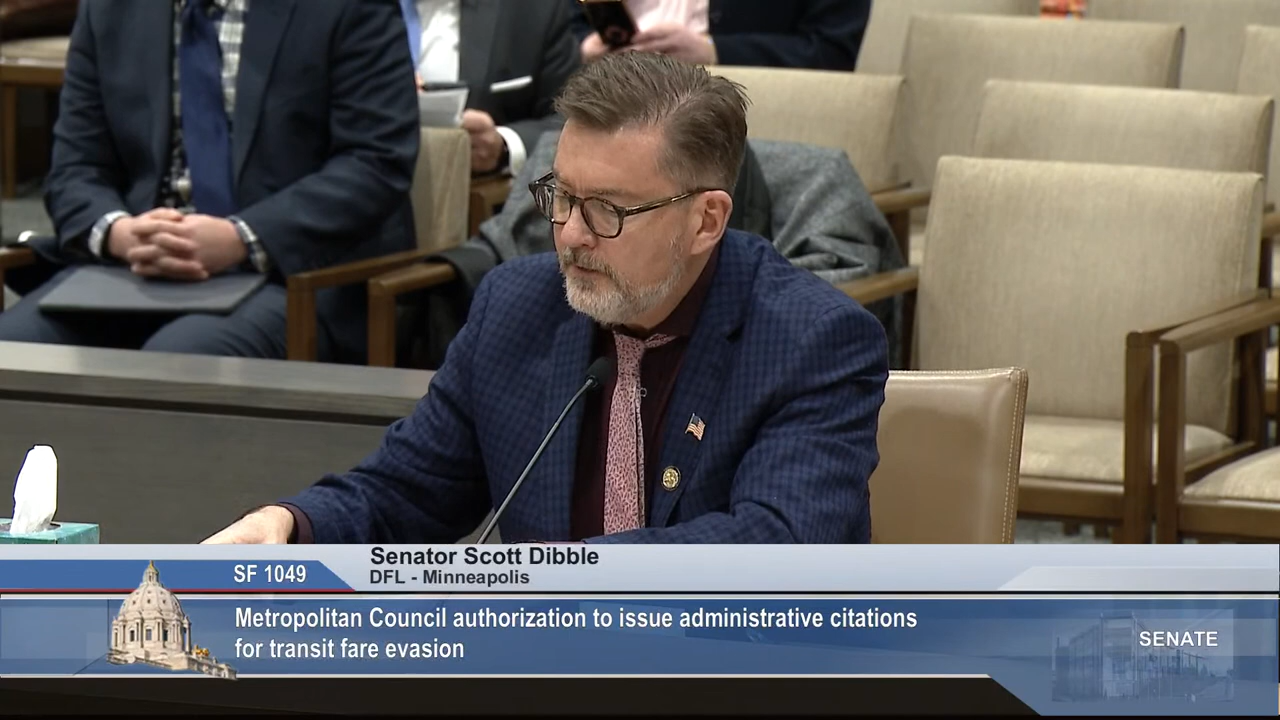 Senator Scott Dibble
SF 1049
DFL - Minneapolis
Metropolitan Council authorization to issue administrative citations
for transit fare evasion
SENATE